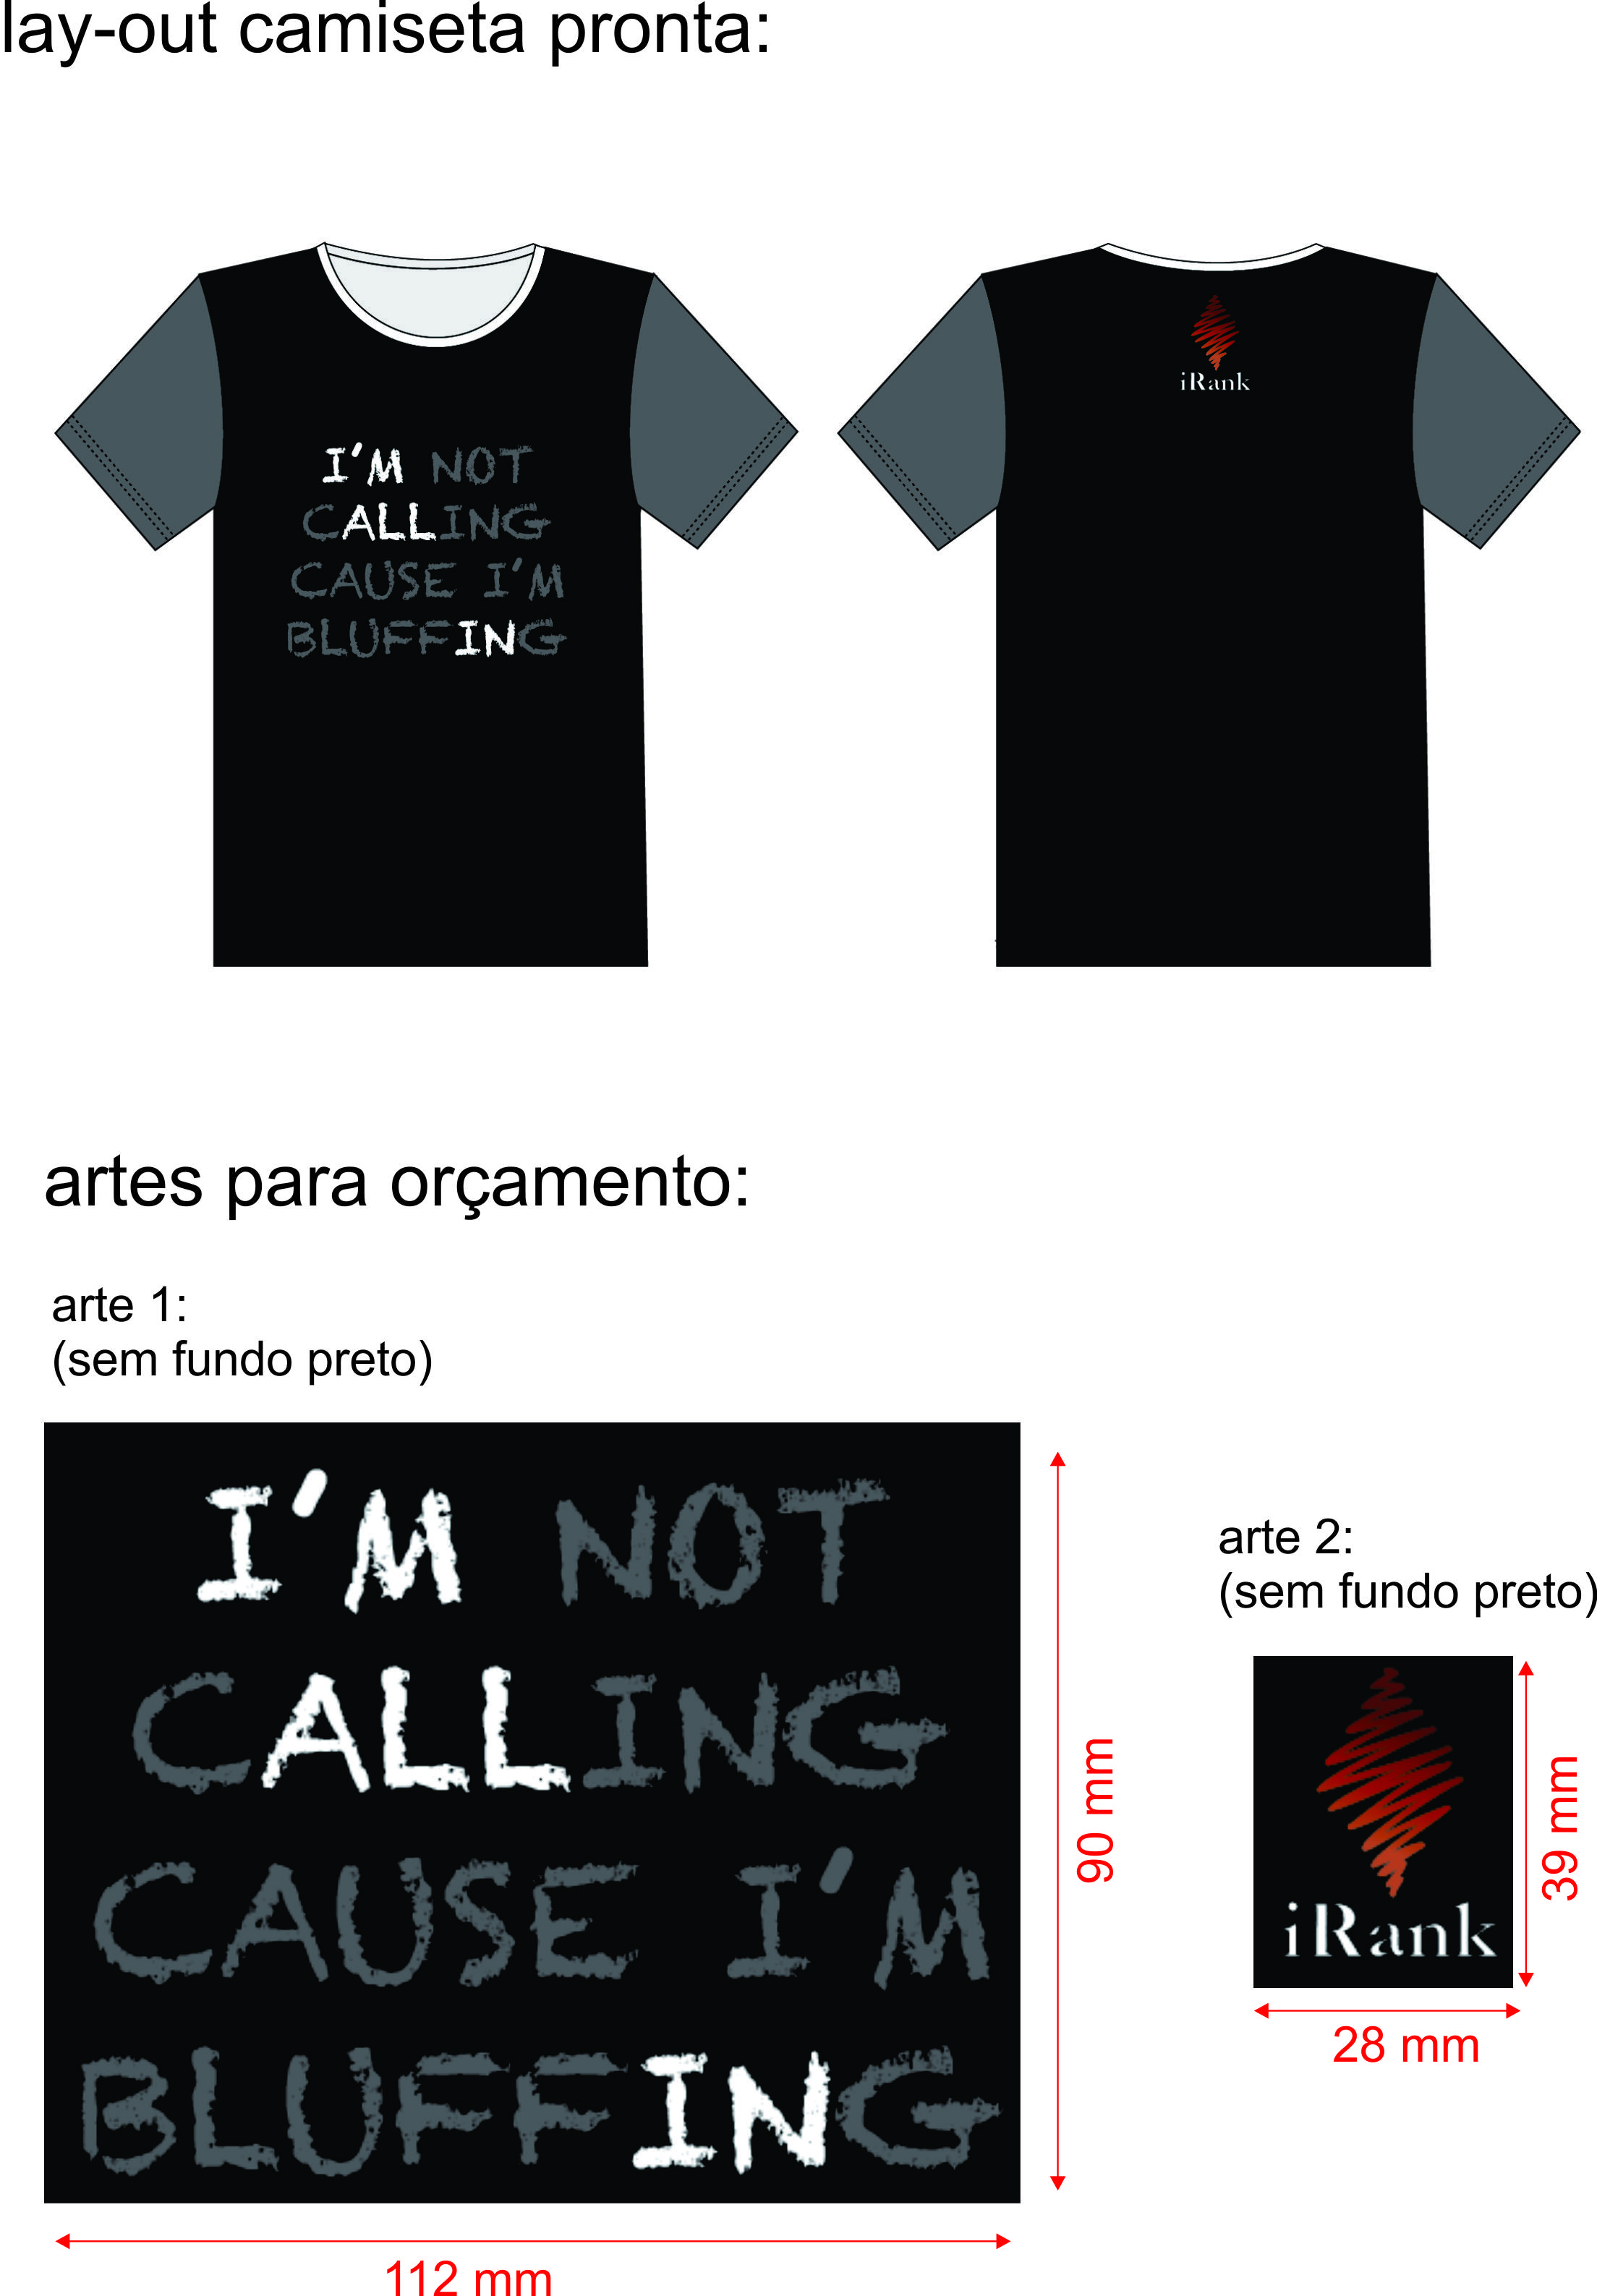 lay-out camiseta pronta:
I'M NOT
CALLING
CAUSE I'M
BLUFFING
iRank
artes para orçamento:
arte 1:
(sem fundo preto)
I'M NOT
CALLING
CAUSE I'M
BLUFFING
90 mm
112 mm
arte 2:
(sem fundo preto)
iRank
39 mm
28 mm